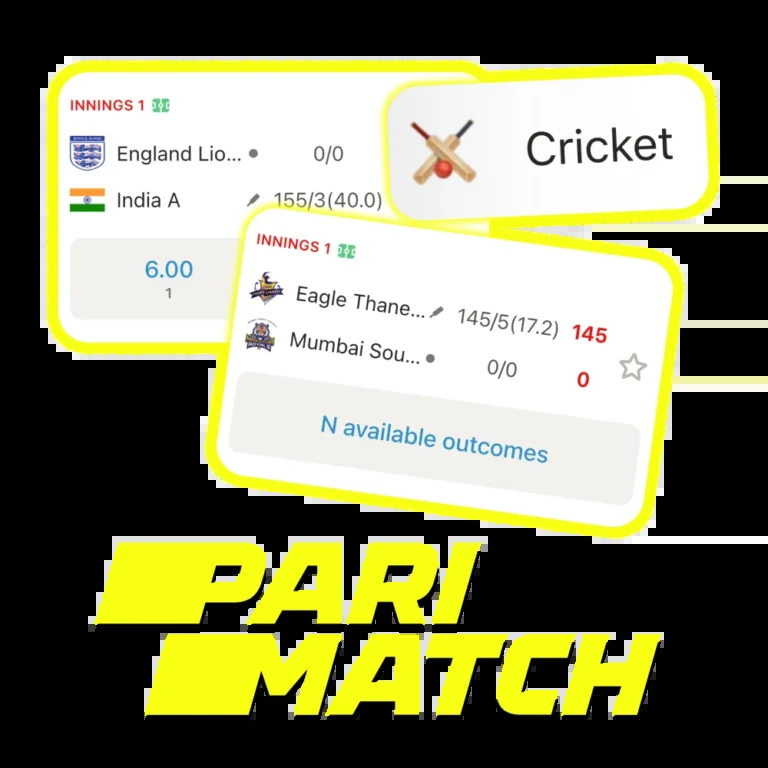 INNINGS 1
England Lio... 0/0
India A 155/3(40.0)
6.00
1
Cricket
INNINGS 1
Eagle Thane... 145/5(17.2) 145
Mumbai Sou... 0/0 0
N available outcomes
PARI
MATCH